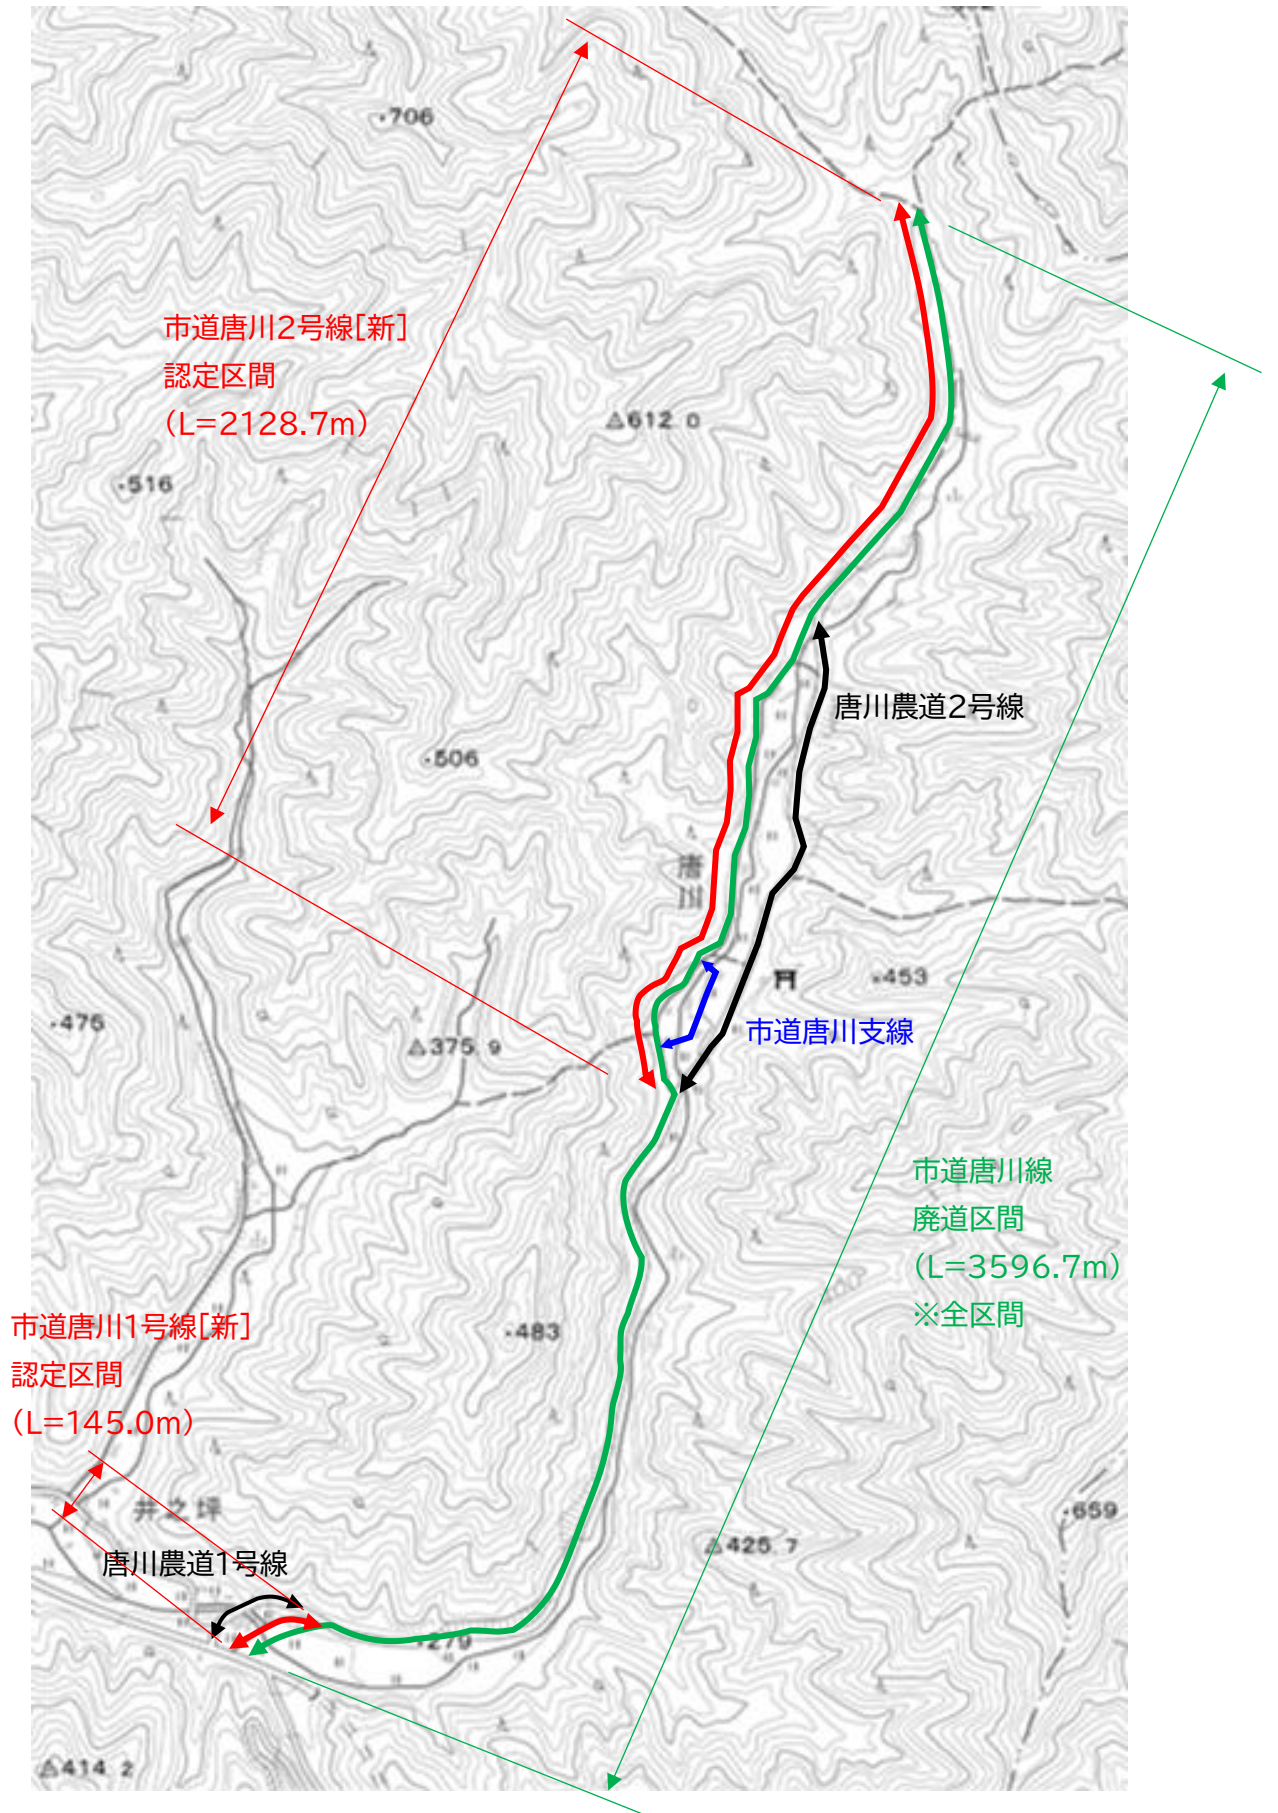 706
市道唐川2号線[新]
認定区間
(L=2128.7m)
612.0
516
唐川農道2号線
506
唐川
453
475
市道唐川支線
375.9
市道唐川線
廃道区間
(L=3596.7m)
※全区間
市道唐川1号線[新]
認定区間
(L=145.0m)
483
井之坪
659
425.7
唐川農道1号線
279
414.2